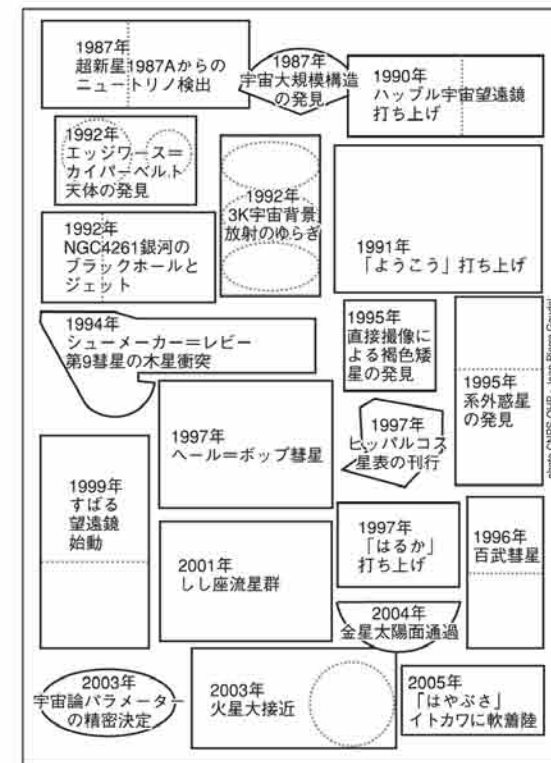 1987年
超新星1987Aからの
ニュートリノ検出
1987年
宇宙大規模構造
の発見
1990年
ハッブル宇宙望遠鏡
打ち上げ
1992年
エッジワース＝
カイパーベルト
天体の発見
1992年
3K宇宙背景
放射のゆらぎ
1991年
「ようこう」打ち上げ
1992年
NGC4261銀河の
ブラックホールと
ジェット
1994年
シューメーカー＝レビー
第9彗星の木星衝突
1995年
直接撮像に
よる褐色矮
星の発見
1995年
系外惑星
の発見
1997年
ヘール＝ボップ彗星
1997年
ヒッパルコス
星表の刊行
1999年
すばる
望遠鏡
始動
2001年
しし座流星群
1997年
「はるか」
打ち上げ
1996年
百武彗星
2004年
金星太陽面通過
2003年
宇宙論パラメーター
の精密決定
2003年
火星大接近
2005年
「はやぶさ」
イトカワに軟着陸